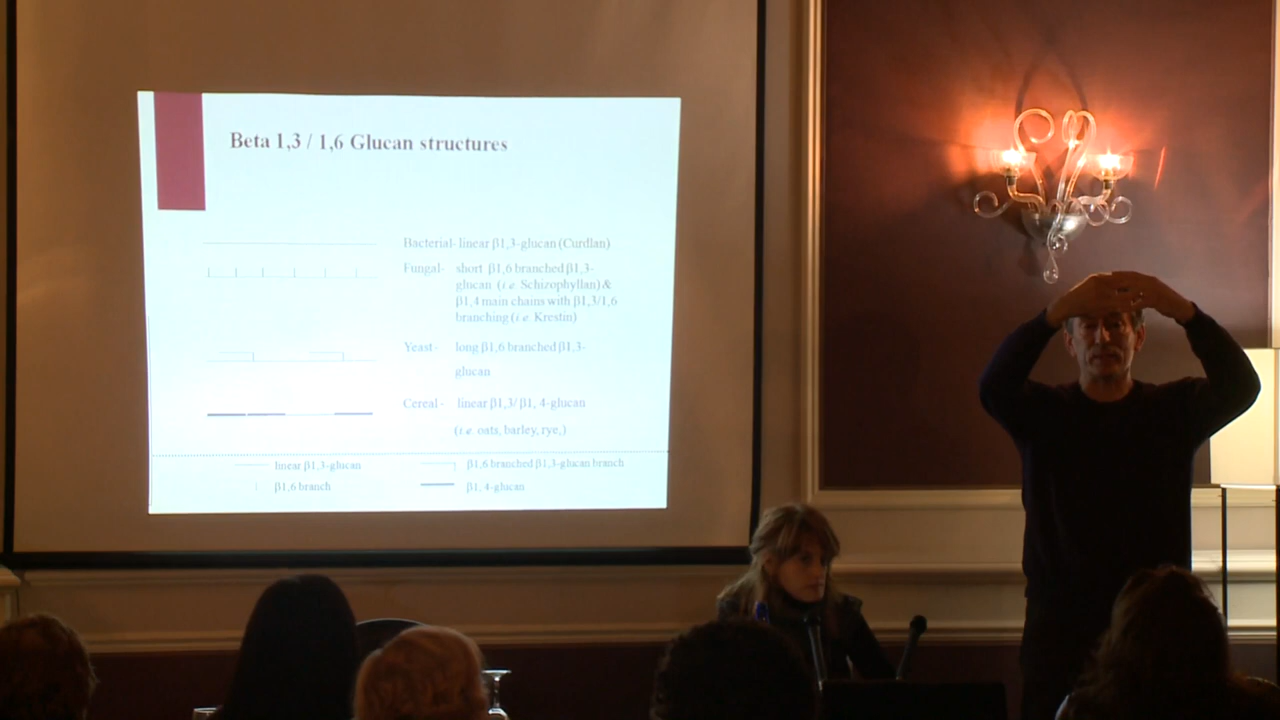 Beta 1,3 / 1,6 Glucan structures
Bacterial- linear β1,3-glucan (Curdlan)
Fungal- short β1,6 branched β1,3-
glucan (i.e. Schizophyllan) &
β1,4 main chains with β1,3/1,6
branching (i.e. Krestin)
Yeast- long β1,6 branched β1,3-
glucan
Cereal- linear β1,3/ β1, 4-glucan
(i.e. oats, barley, rye,)
linear β1,3-glucan
β1,6 branched β1,3-glucan branch
β1,6 branch
β1, 4-glucan